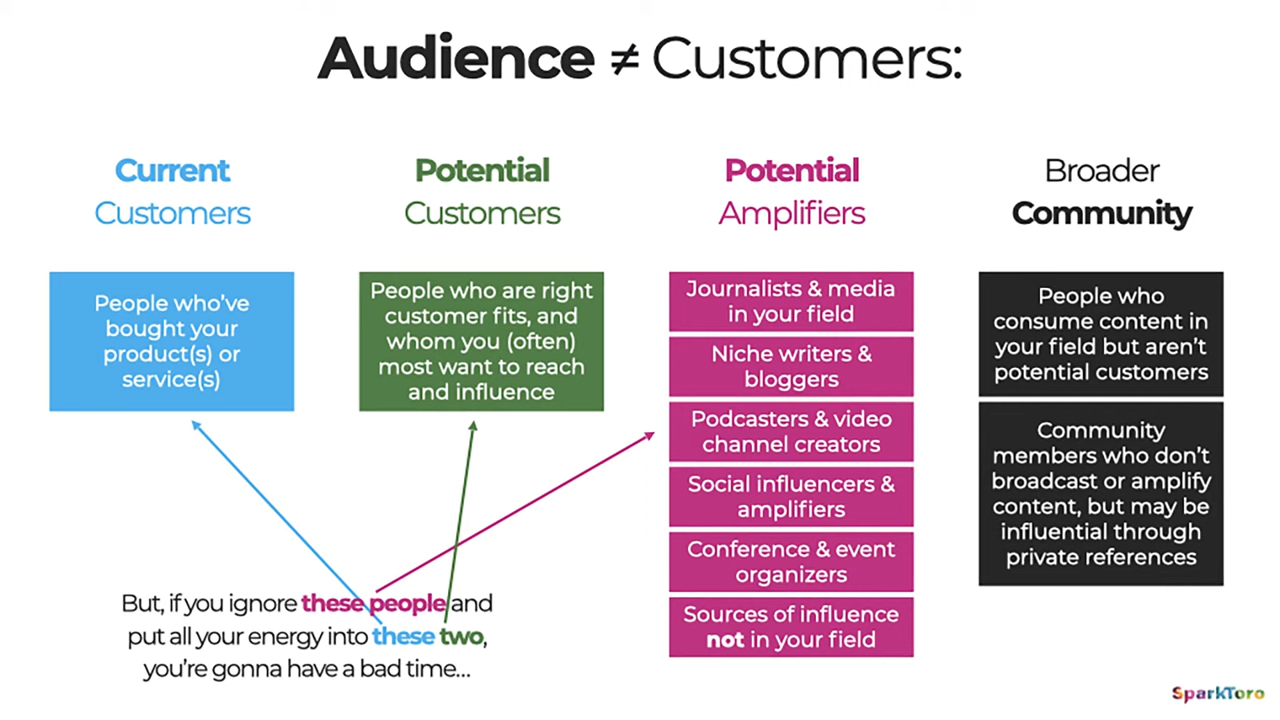 Audience ≠ Customers:
Current
Customers
People who've
bought your
product(s) or
service(s)
Potential
Customers
People who are right
customer fits, and
whom you (often)
most want to reach
and influence
Potential
Amplifiers
Journalists & media
in your field
Niche writers &
bloggers
Podcasters & video
channel creators
Social influencers &
amplifiers
Conference & event
organizers
Sources of influence
not in your field
Broader
Community
People who
consume content in
your field but aren't
potential customers
Community
members who don't
broadcast or amplify
content, but may be
influential through
private references
But, if you ignore these people and
put all your energy into these two,
you're gonna have a bad time...
SparkToro